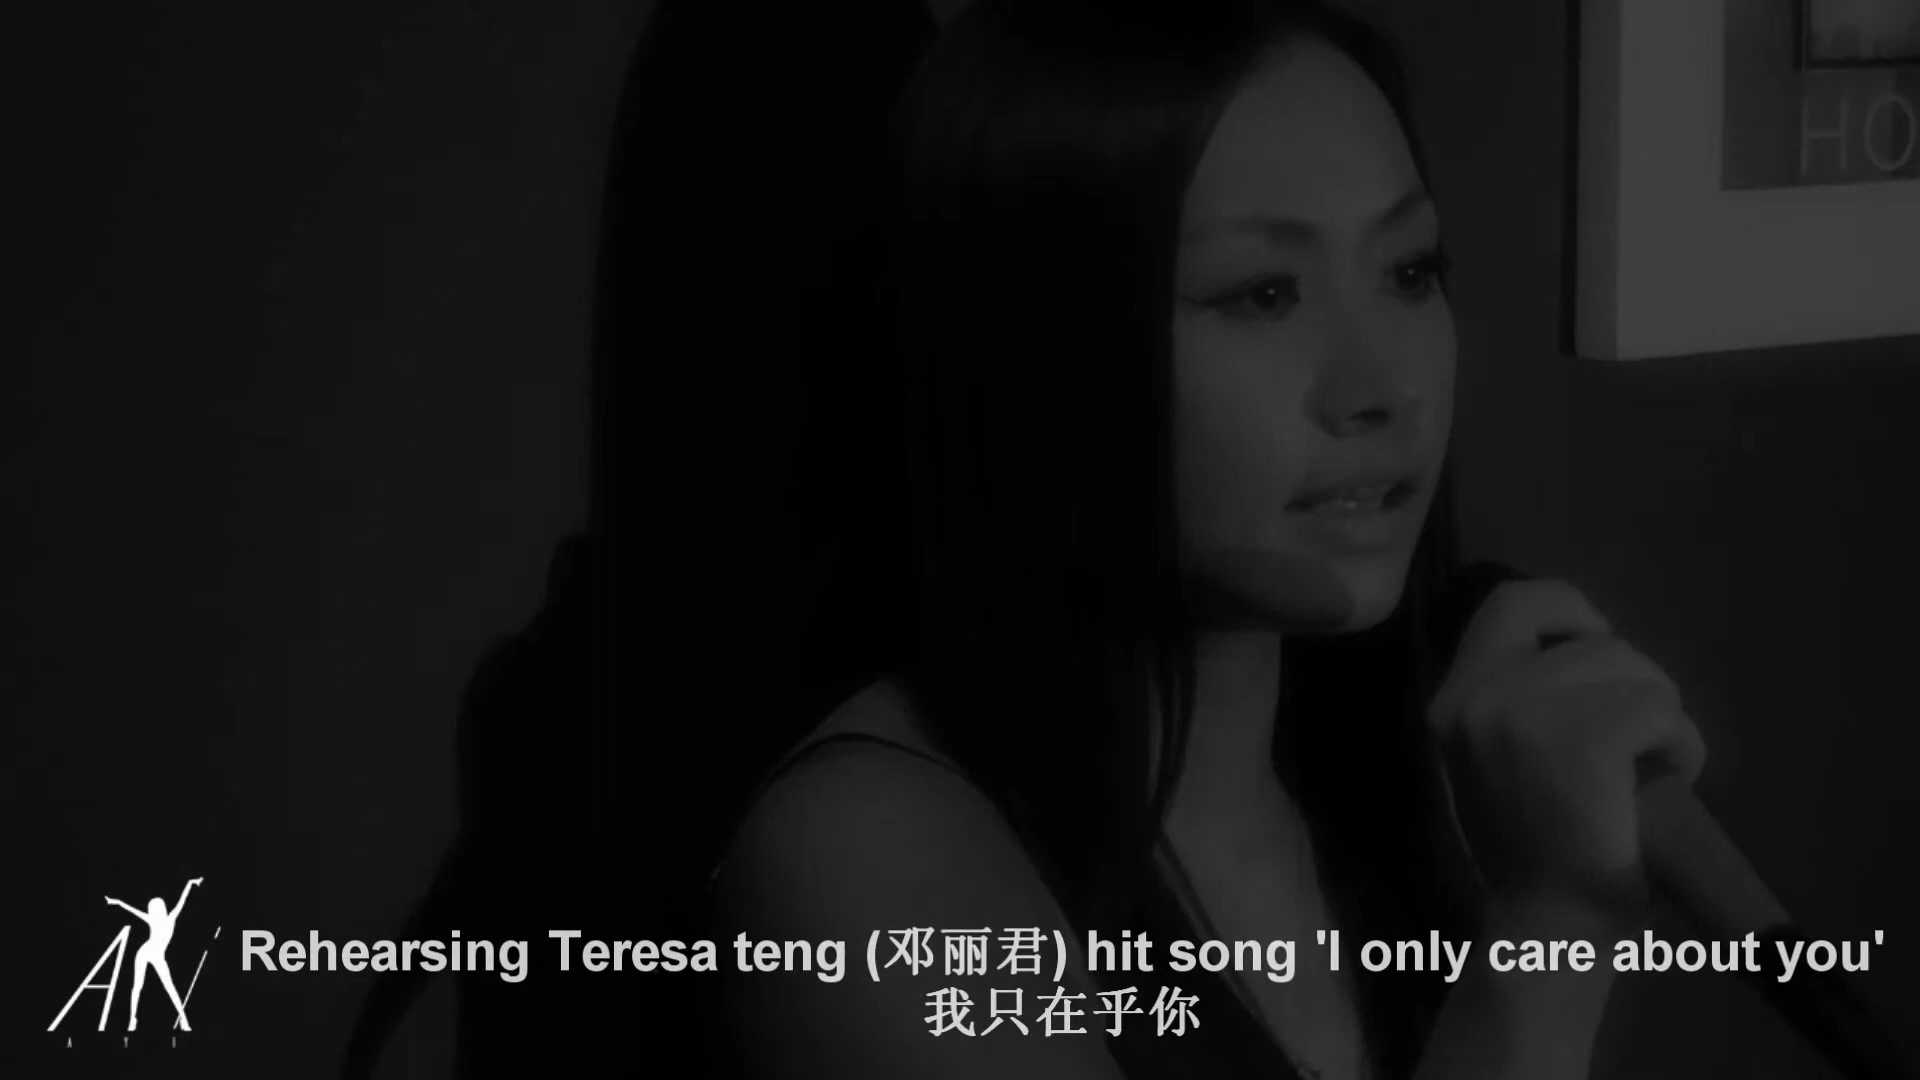 HO
Rehearsing Teresa teng (邓丽君) hit song 'I only care about you'
我只在乎你
A Y I